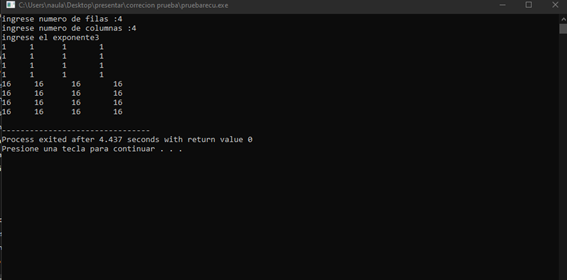 C:\Users\naula\Desktop\presentar\correcion prueba\pruebarecu.exe
ingrese numero de filas :4
ingrese numero de columnas :4
ingrese el exponente3
1 1 1 1
1 1 1 1
1 1 1 1
1 1 1 1
16 16 16 16
16 16 16 16
16 16 16 16
16 16 16 16
--------------------------------
Process exited after 4.437 seconds with return value 0
Presione una tecla para continuar . . .